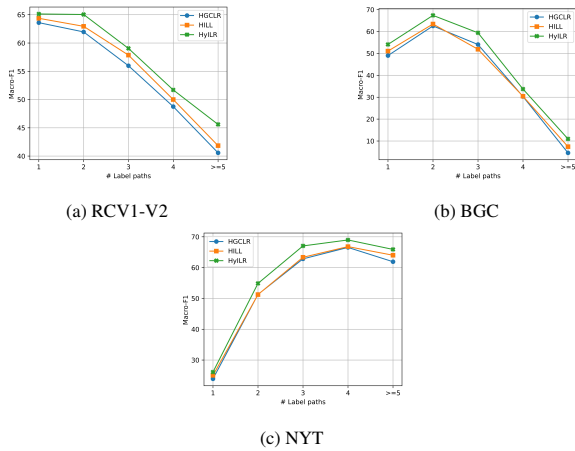 65
60
55
50
45
40
Macro-F1
1 2 3 4 >=5
# Label paths
HGCLR
HILL
HyILR
(a) RCV1-V2
70
60
50
40
30
20
10
Macro-F1
1 2 3 4 >=5
# Label paths
HGCLR
HILL
HyILR
(b) BGC
70
60
50
40
30
Macro-F1
1 2 3 4 >=5
# Label paths
HGCLR
HILL
HyILR
(c) NYT